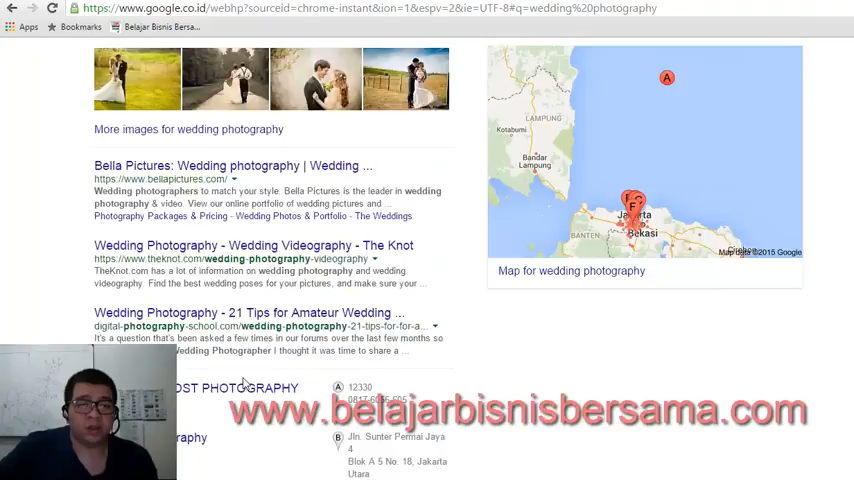 https://www.google.co.id/webhp?sourceid=chrome-instant&ion=1&espv=2&ie=UTF-8#q=wedding%20photography
Apps Bookmarks Belajar Bisnis Bersa...
More images for wedding photography
Bella Pictures: Wedding photography | Wedding ...
https://www.bellapictures.com/
Wedding photographers to match your style. Bella Pictures is the leader in wedding
photography & video. View our online portfolio of wedding pictures and ...
Photography Packages & Pricing - Wedding Photos & Portfolio - The Weddings
Wedding Photography - Wedding Videography - The Knot
https://www.theknot.com/wedding-photography-videography
TheKnot.com has a lot of information on wedding photography and wedding
videography Find the best wedding poses for your pictures, and make sure your ...
Wedding Photography - 21 Tips for Amateur Wedding ...
digital-photography-school.com/wedding-photography-21-tips-for-for-a...
It's a question that's been asked a few times in our forums over the last few months so
Wedding Photographer I thought it was time to share a ...
OST PHOTOGRAPHY
A 12330
www.belajarbisnisbersama.com
graphy
B Jln. Sunter Permai Jaya
4
Blok A 5 No. 18, Jakarta
Utara
A
LAMPUNG
Kotabumi
Bandar
Lampung
F
Jakarta
BANTEN
Bekasi
Cirebon
Map data ©2015 Google
Map for wedding photography